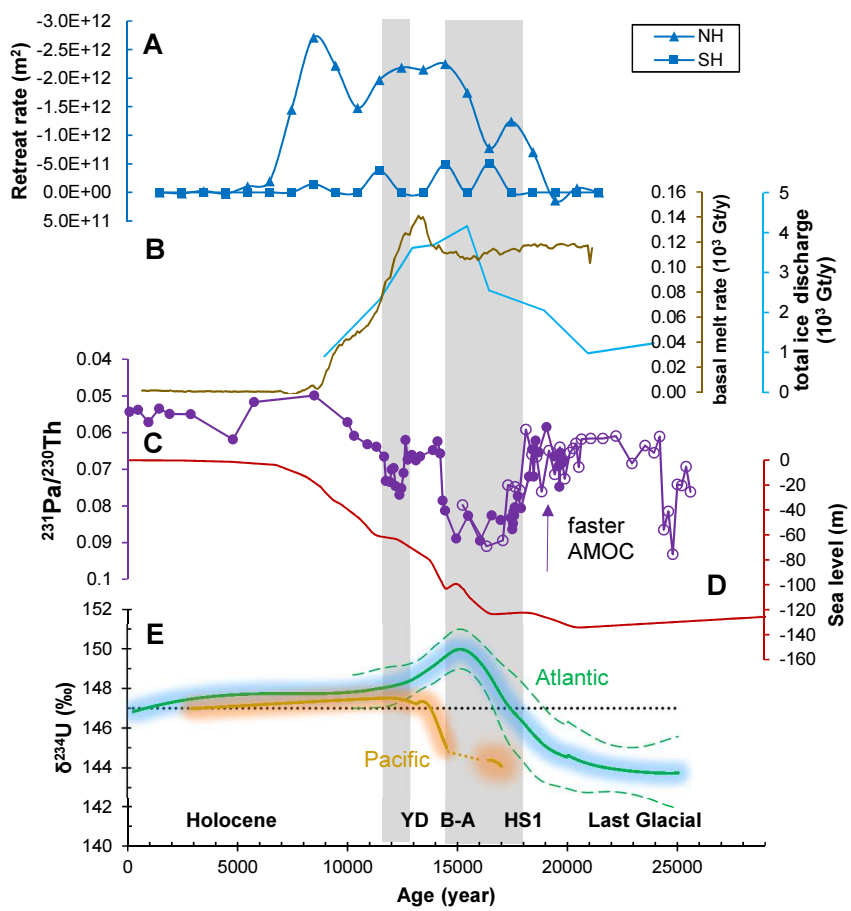 A
NH
SH
Retreat rate (m²)
-3.0E+12
-2.5E+12
-2.0E+12
-1.5E+12
-1.0E+12
-5.0E+11
0.0E+00
5.0E+11
B
0.16
0.14
0.12
0.10
0.08
0.06
0.04
0.02
0.00
basal melt rate (10³ Gt/y)
5
4
3
2
1
0
total ice discharge
(10³ Gt/y)
0.04
0.05
0.06
0.07
0.08
0.09
0.1
²³¹Pa/²³⁰Th
C
faster
AMOC
D
0
-20
-40
-60
-80
-100
-120
-140
-160
Sea level (m)
E
152
150
148
146
144
142
140
δ²³⁴U (‰)
Atlantic
Pacific
Holocene
YD
B-A
HS1
Last Glacial
0
5000
10000
15000
20000
25000
Age (year)